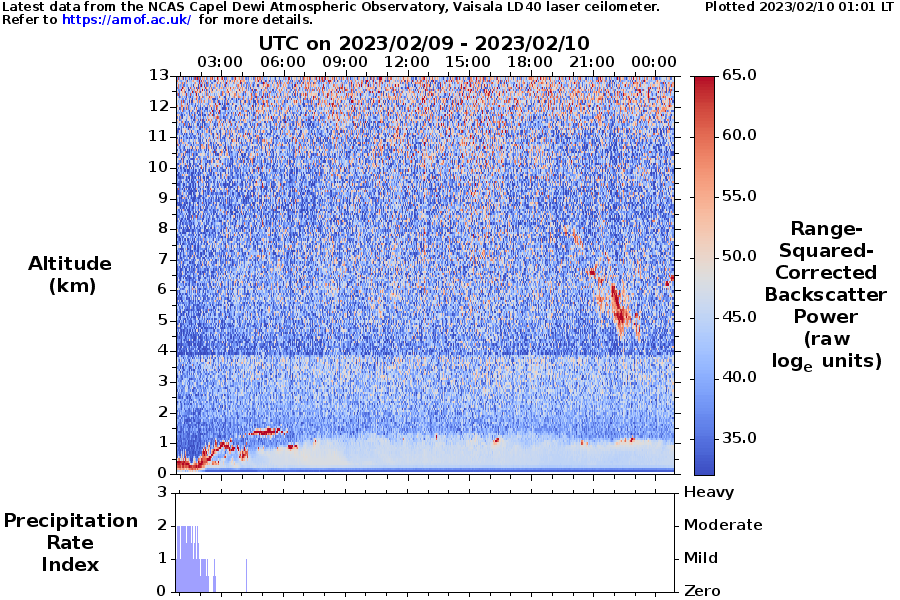 Latest data from the NCAS Capel Dewi Atmospheric Observatory, Vaisala LD40 laser ceilometer.
Plotted 2023/02/10 01:01 LT
Refer to https://amof.ac.uk/ for more details.
UTC on 2023/02/09 - 2023/02/10
03:00 06:00 09:00 12:00 15:00 18:00 21:00 00:00
13
12
11
10
9
8
7
6
5
4
3
2
1
0
Altitude
(km)
65.0
60.0
55.0
50.0
45.0
40.0
35.0
Range-
Squared-
Corrected
Backscatter
Power
(raw
loge units)
3
2
1
0
Precipitation
Rate
Index
Heavy
Moderate
Mild
Zero